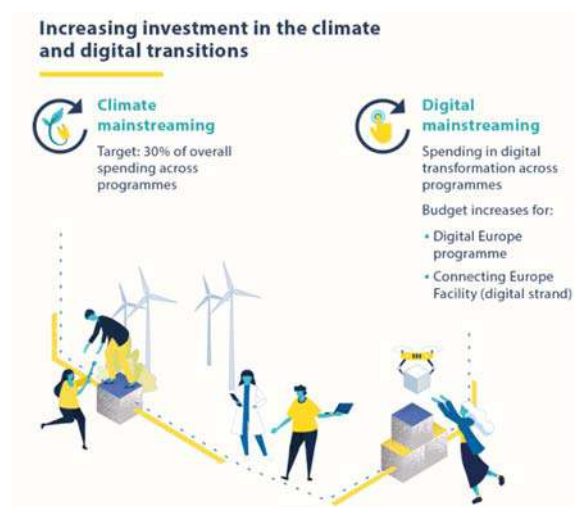 Increasing investment in the climate
and digital transitions
Climate
mainstreaming
Target: 30% of overall
spending across
programmes
Digital
mainstreaming
Spending in digital
transformation across
programmes
Budget increases for:
• Digital Europe
programme
• Connecting Europe
Facility (digital strand)